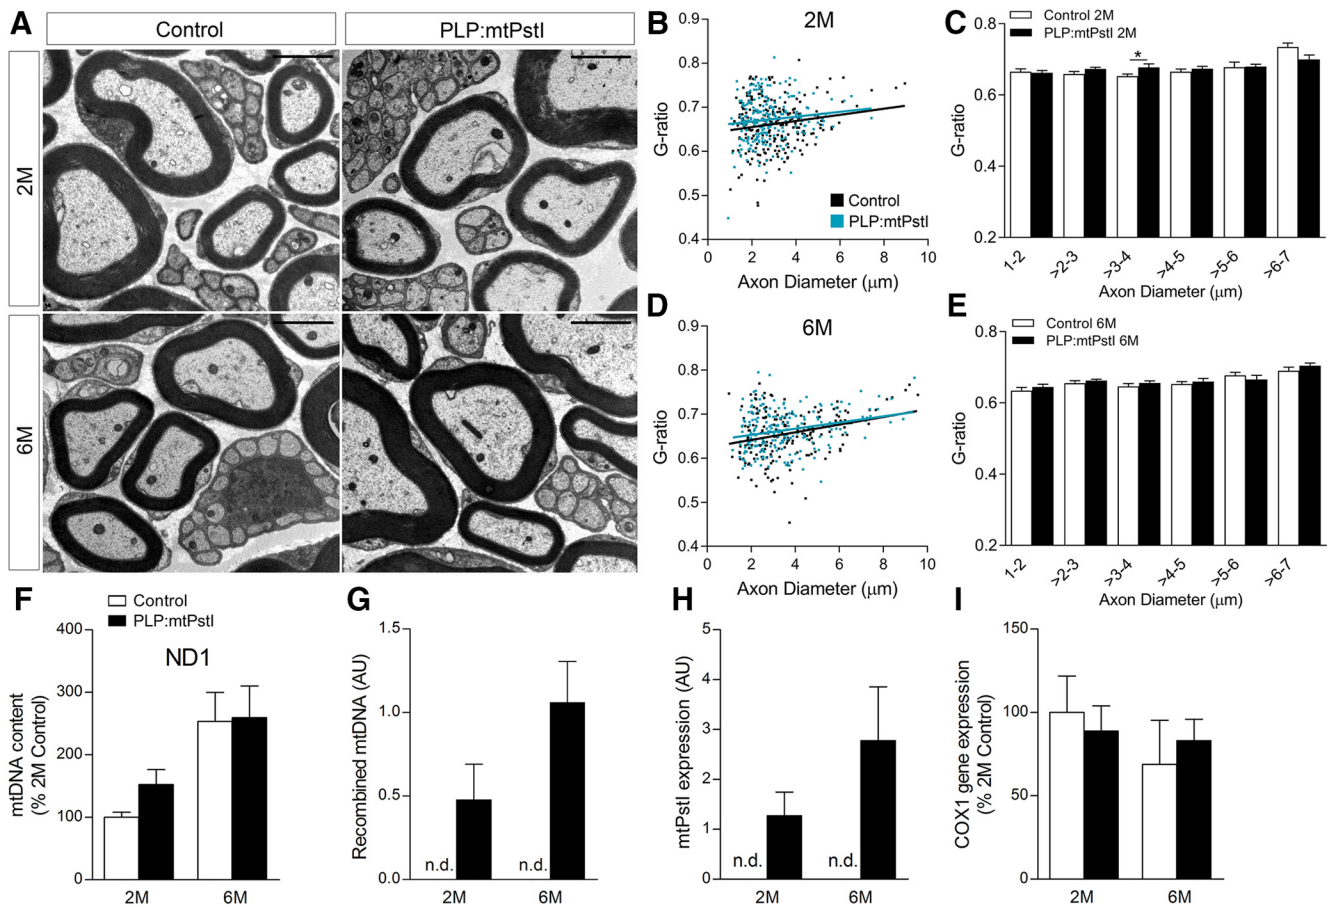 A
Control
PLP:mtPstI
2M
6M
B
2M
0.9
0.8
0.7
0.6
0.5
0.4
G-ratio
Control
PLP:mtPstI
0 2 4 6 8 10
Axon Diameter (μm)
C
Control 2M
PLP:mtPstI 2M
0.8
0.6
0.4
0.2
G-ratio
*
1-2 >2-3 >3-4 >4-5 >5-6 >6-7
Axon Diameter (μm)
D
6M
0.9
0.8
0.7
0.6
0.5
0.4
G-ratio
0 2 4 6 8 10
Axon Diameter (μm)
E
Control 6M
PLP:mtPstI 6M
0.8
0.6
0.4
0.2
G-ratio
1-2 >2-3 >3-4 >4-5 >5-6 >6-7
Axon Diameter (μm)
F
Control
PLP:mtPstI
ND1
400
300
200
100
0
mtDNA content
(% 2M Control)
2M 6M
G
1.5
1.0
0.5
0.0
Recombined mtDNA (AU)
n.d. n.d.
2M 6M
H
5
4
3
2
1
0
mtPstI expression (AU)
n.d. n.d.
2M 6M
I
150
100
50
0
COX1 gene expression
(% 2M Control)
2M 6M